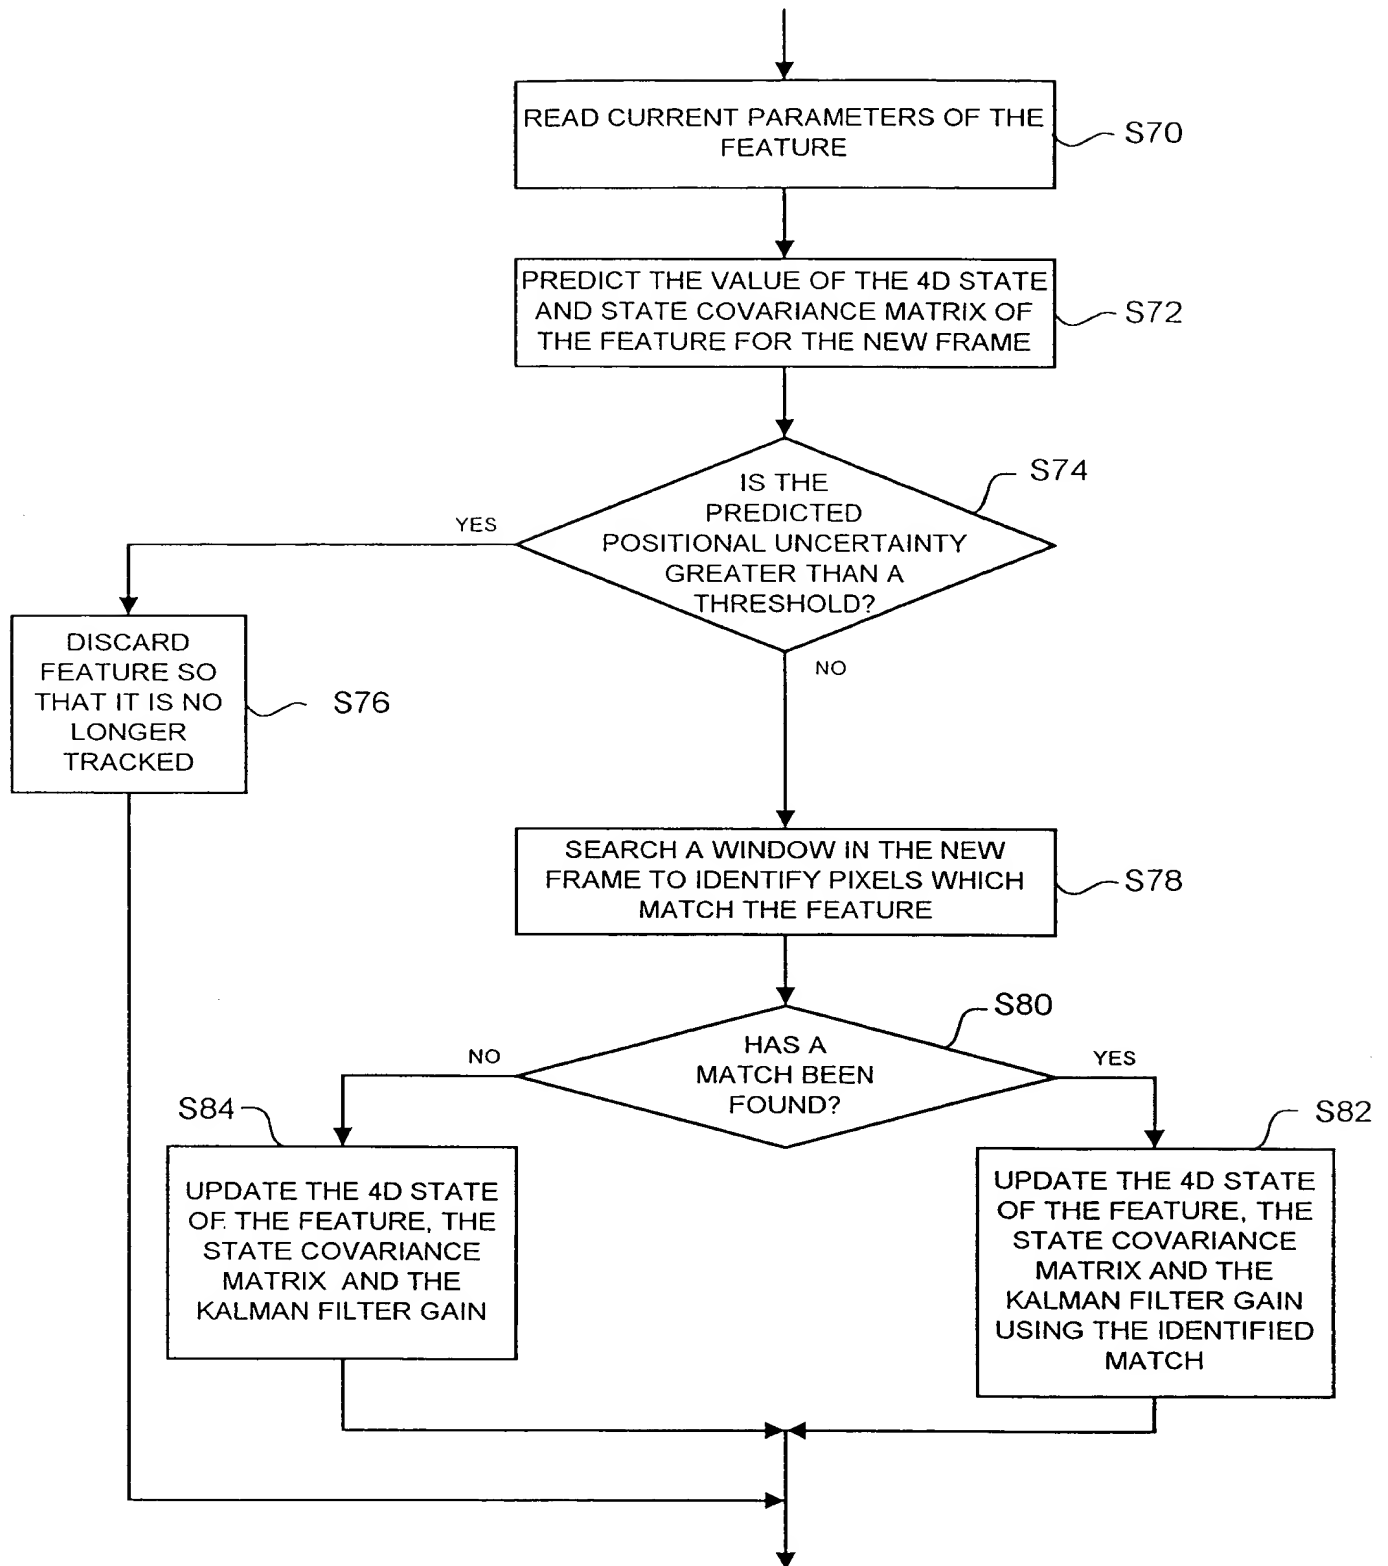 READ CURRENT PARAMETERS OF THE
FEATURE
S70
PREDICT THE VALUE OF THE 4D STATE
AND STATE COVARIANCE MATRIX OF
THE FEATURE FOR THE NEW FRAME
S72
IS THE
PREDICTED
POSITIONAL UNCERTAINTY
GREATER THAN A
THRESHOLD?
S74
YES
NO
DISCARD
FEATURE SO
THAT IT IS NO
LONGER
TRACKED
S76
SEARCH A WINDOW IN THE NEW
FRAME TO IDENTIFY PIXELS WHICH
MATCH THE FEATURE
S78
HAS A
MATCH BEEN
FOUND?
S80
NO
YES
S84
UPDATE THE 4D STATE
OF THE FEATURE, THE
STATE COVARIANCE
MATRIX AND THE
KALMAN FILTER GAIN
S82
UPDATE THE 4D STATE
OF THE FEATURE, THE
STATE COVARIANCE
MATRIX AND THE
KALMAN FILTER GAIN
USING THE IDENTIFIED
MATCH